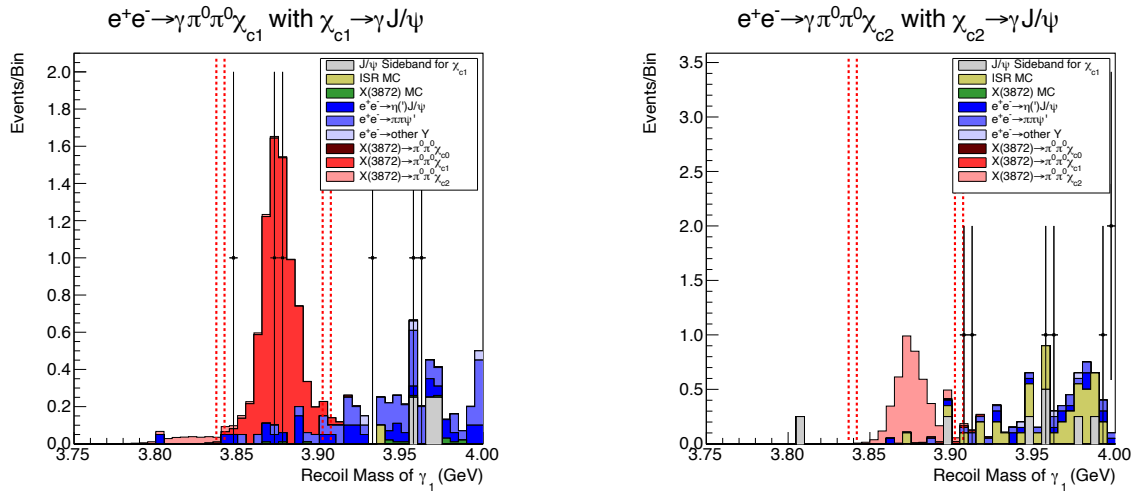 e⁺e⁻→γπ⁰π⁰χc1 with χc1→γJ/ψ
Events/Bin
2.0
1.8
1.6
1.4
1.2
1.0
0.8
0.6
0.4
0.2
0.0
J/ψ Sideband for χc1
ISR MC
X(3872) MC
e⁺e⁻→η(')J/ψ
e⁺e⁻→ππψ'
e⁺e⁻→other Y
X(3872)→π⁰π⁰χc0
X(3872)→π⁰π⁰χc1
X(3872)→π⁰π⁰χc2
3.75 3.80 3.85 3.90 3.95 4.00
Recoil Mass of γ1 (GeV)
e⁺e⁻→γπ⁰π⁰χc2 with χc2→γJ/ψ
Events/Bin
3.5
3.0
2.5
2.0
1.5
1.0
0.5
0.0
J/ψ Sideband for χc1
ISR MC
X(3872) MC
e⁺e⁻→η(')J/ψ
e⁺e⁻→ππψ'
e⁺e⁻→other Y
X(3872)→π⁰π⁰χc0
X(3872)→π⁰π⁰χc1
X(3872)→π⁰π⁰χc2
3.75 3.80 3.85 3.90 3.95 4.00
Recoil Mass of γ1 (GeV)